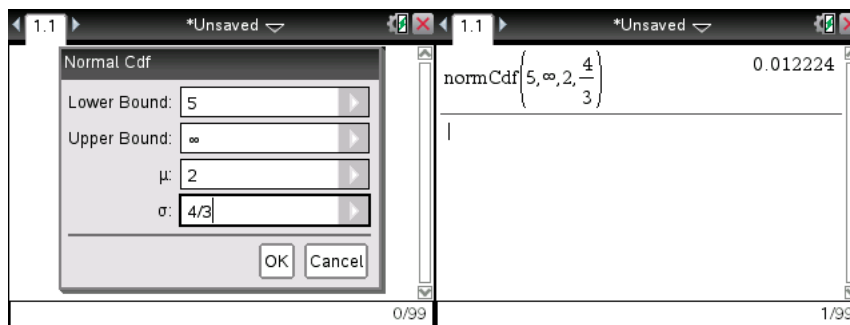 1.1 *Unsaved
Normal Cdf
Lower Bound: 5
Upper Bound: ∞
μ: 2
σ: 4/3
OK Cancel
0/99
1.1 *Unsaved
normCdf(5,∞,2,4/3) 0.012224
1/99